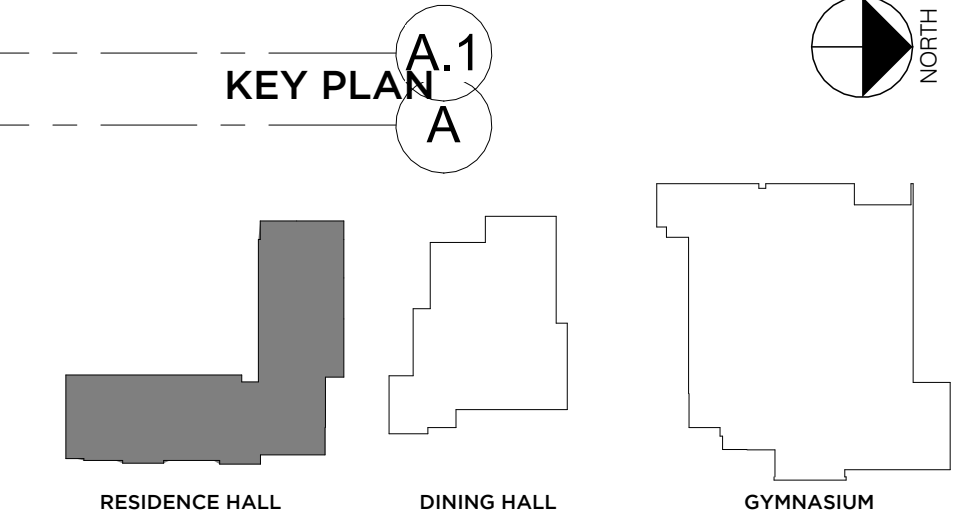 A.1
KEY PLAN
A
NORTH
RESIDENCE HALL
DINING HALL
GYMNASIUM